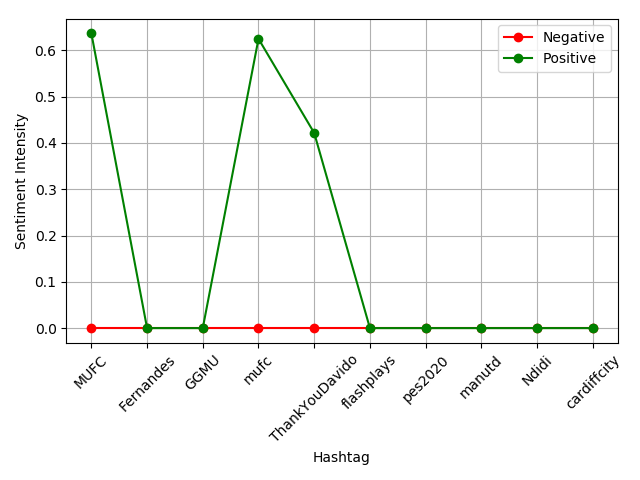 Negative
Positive
Sentiment Intensity
0.6
0.5
0.4
0.3
0.2
0.1
0.0
MUFC
Fernandes
GGMU
mufc
ThankYouDavido
flashplays
pes2020
manutd
Ndidi
cardiffcity
Hashtag